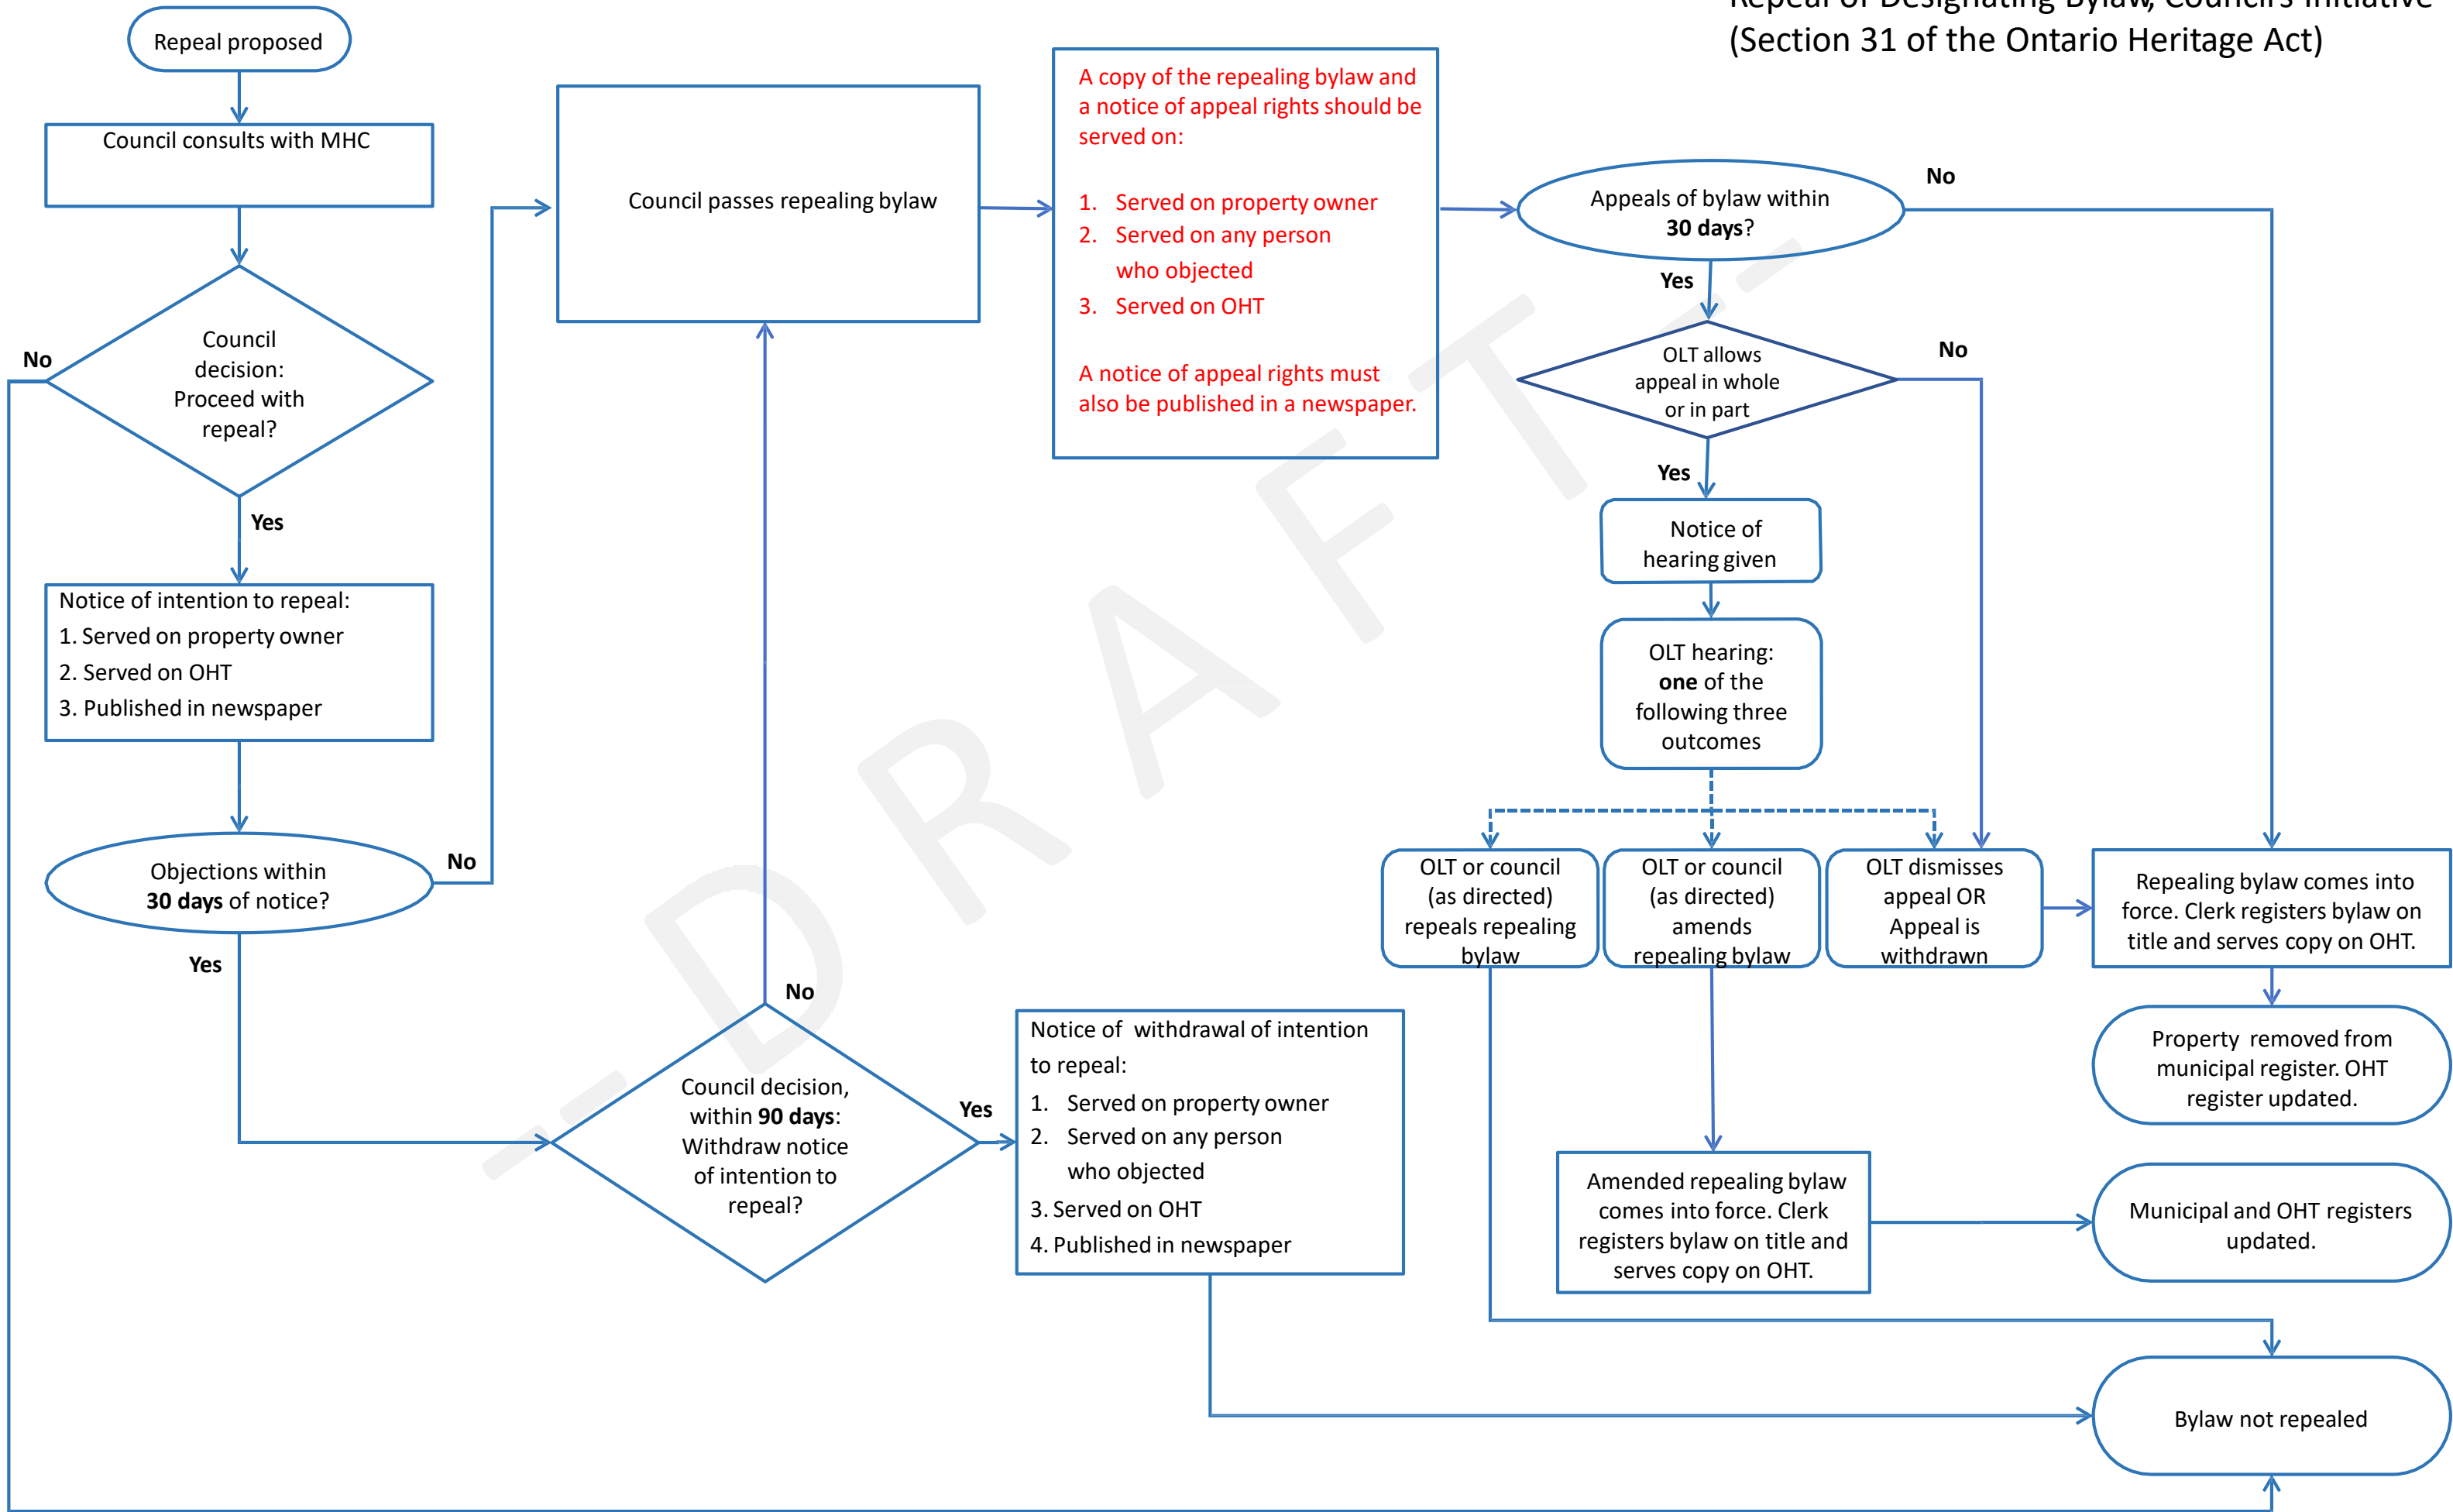 Repeal of Designating Bylaw, Council's Initiative
(Section 31 of the Ontario Heritage Act)
Repeal proposed
Council consults with MHC
Council
decision:
Proceed with
repeal?
No
Yes
Notice of intention to repeal:
1. Served on property owner
2. Served on OHT
3. Published in newspaper
Objections within
30 days of notice?
No
Yes
Council passes repealing bylaw
No
Council decision,
within 90 days:
Withdraw notice
of intention to
repeal?
Yes
Notice of withdrawal of intention
to repeal:
1. Served on property owner
2. Served on any person
who objected
3. Served on OHT
4. Published in newspaper
A copy of the repealing bylaw and
a notice of appeal rights should be
served on:
1. Served on property owner
2. Served on any person
who objected
3. Served on OHT
A notice of appeal rights must
also be published in a newspaper.
Appeals of bylaw within
30 days?
No
Yes
OLT allows
appeal in whole
or in part
No
Yes
Notice of
hearing given
OLT hearing:
one of the
following three
outcomes
OLT or council
(as directed)
repeals repealing
bylaw
OLT or council
(as directed)
amends
repealing bylaw
OLT dismisses
appeal OR
Appeal is
withdrawn
Repealing bylaw comes into
force. Clerk registers bylaw on
title and serves copy on OHT.
Property removed from
municipal register. OHT
register updated.
Amended repealing bylaw
comes into force. Clerk
registers bylaw on title and
serves copy on OHT.
Municipal and OHT registers
updated.
Bylaw not repealed
--DRAFT--